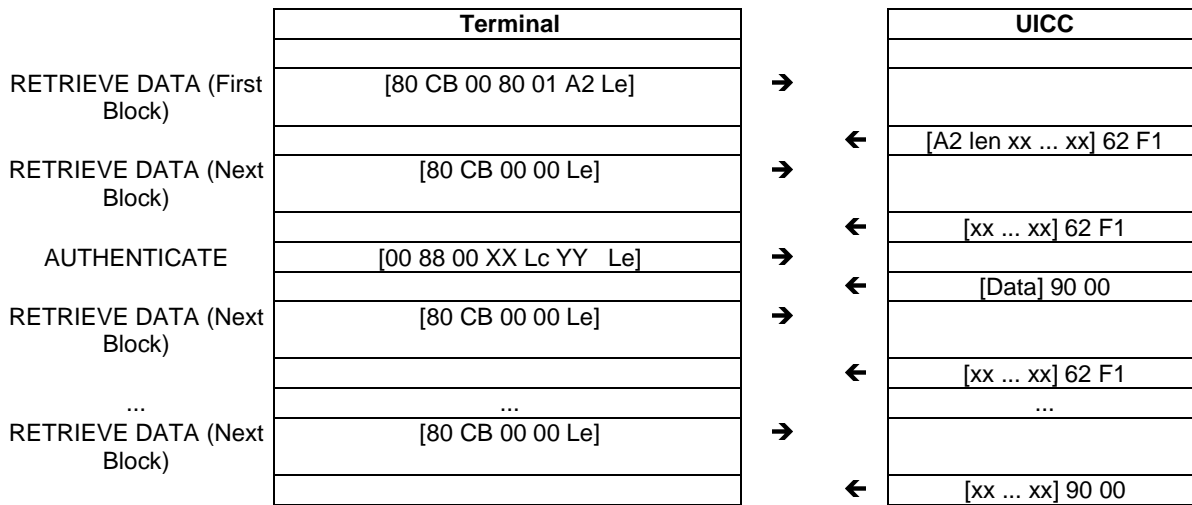 Terminal UICC
RETRIEVE DATA (First Block) [80 CB 00 80 01 A2 Le] ➔
🡰 [A2 len xx ... xx] 62 F1
RETRIEVE DATA (Next Block) [80 CB 00 00 Le] ➔
🡰 [xx ... xx] 62 F1
AUTHENTICATE [00 88 00 XX Lc YY Le] ➔
🡰 [Data] 90 00
RETRIEVE DATA (Next Block) [80 CB 00 00 Le] ➔
🡰 [xx ... xx] 62 F1
... ... ...
RETRIEVE DATA (Next Block) [80 CB 00 00 Le] ➔
🡰 [xx ... xx] 90 00